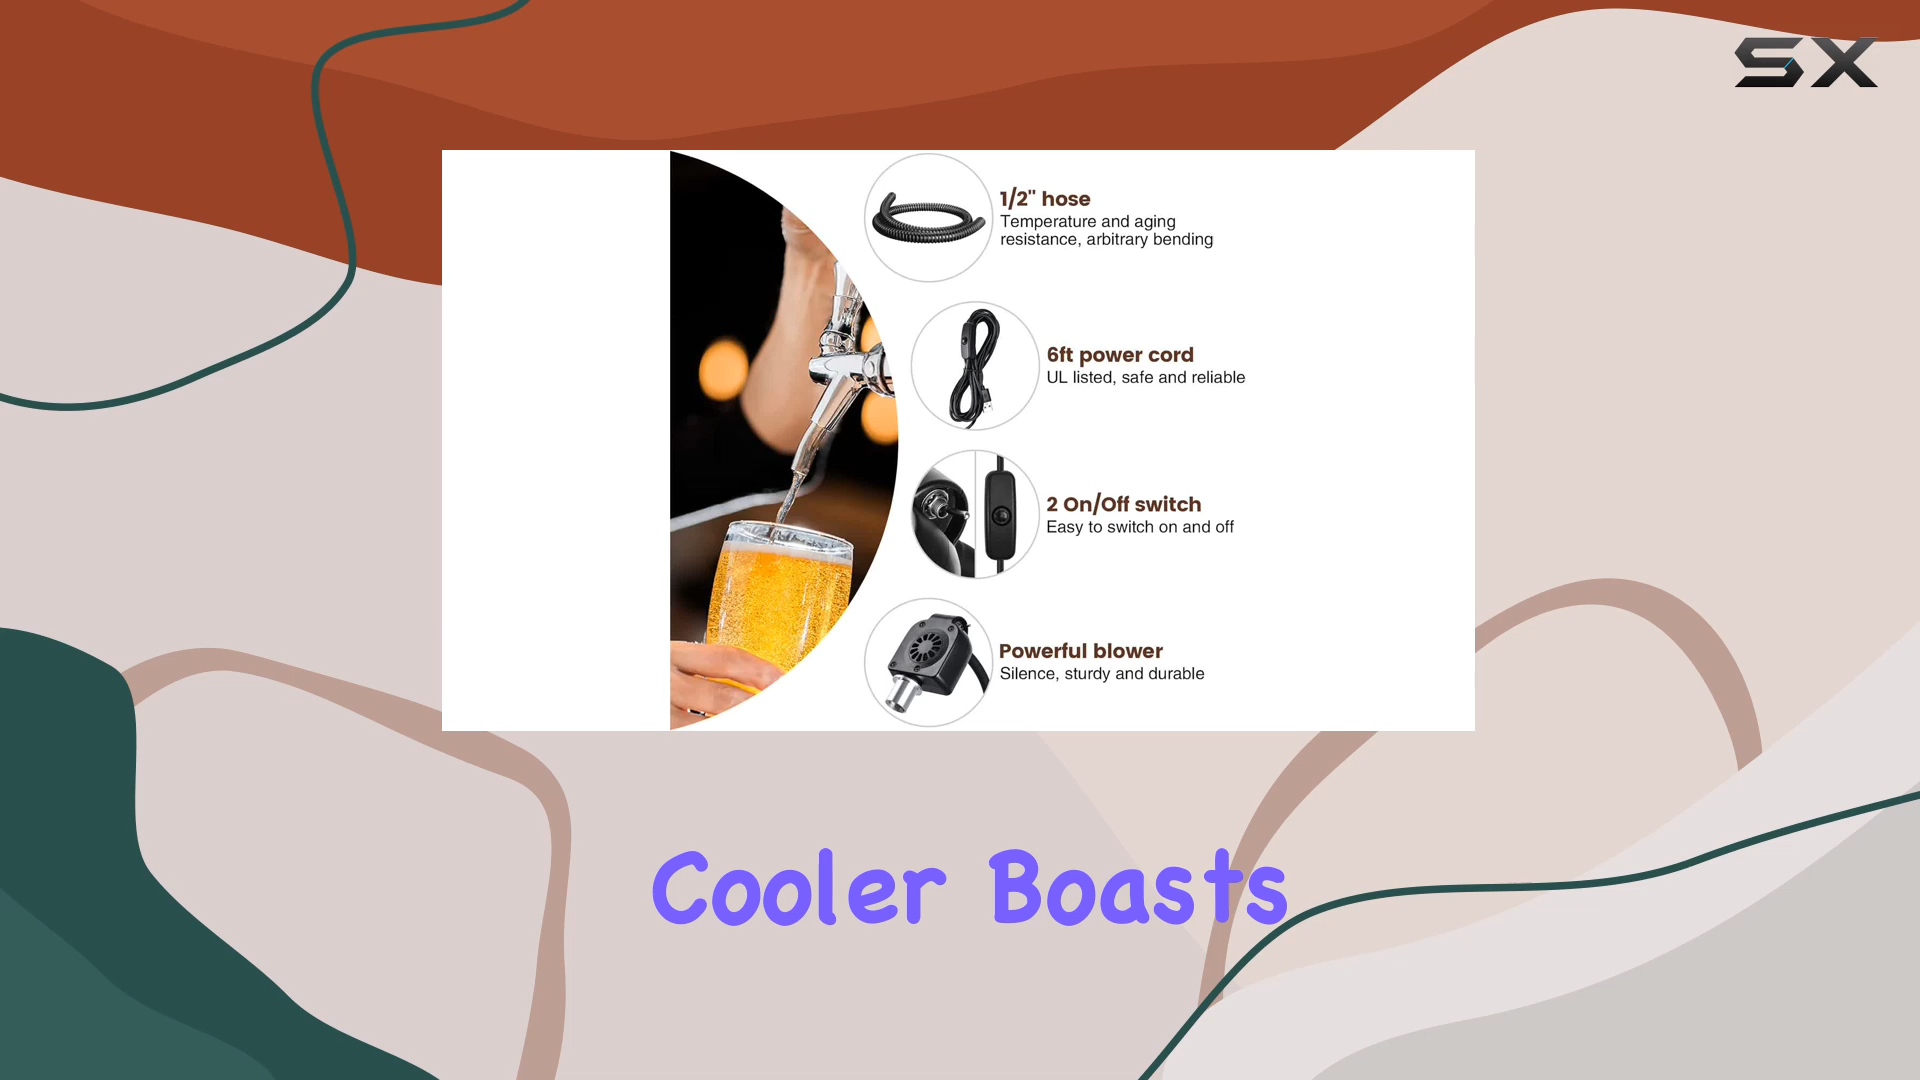 SX
1/2" hose
Temperature and aging
resistance, arbitrary bending
6ft power cord
UL listed, safe and reliable
2 On/Off switch
Easy to switch on and off
Powerful blower
Silence, sturdy and durable
Cooler Boasts